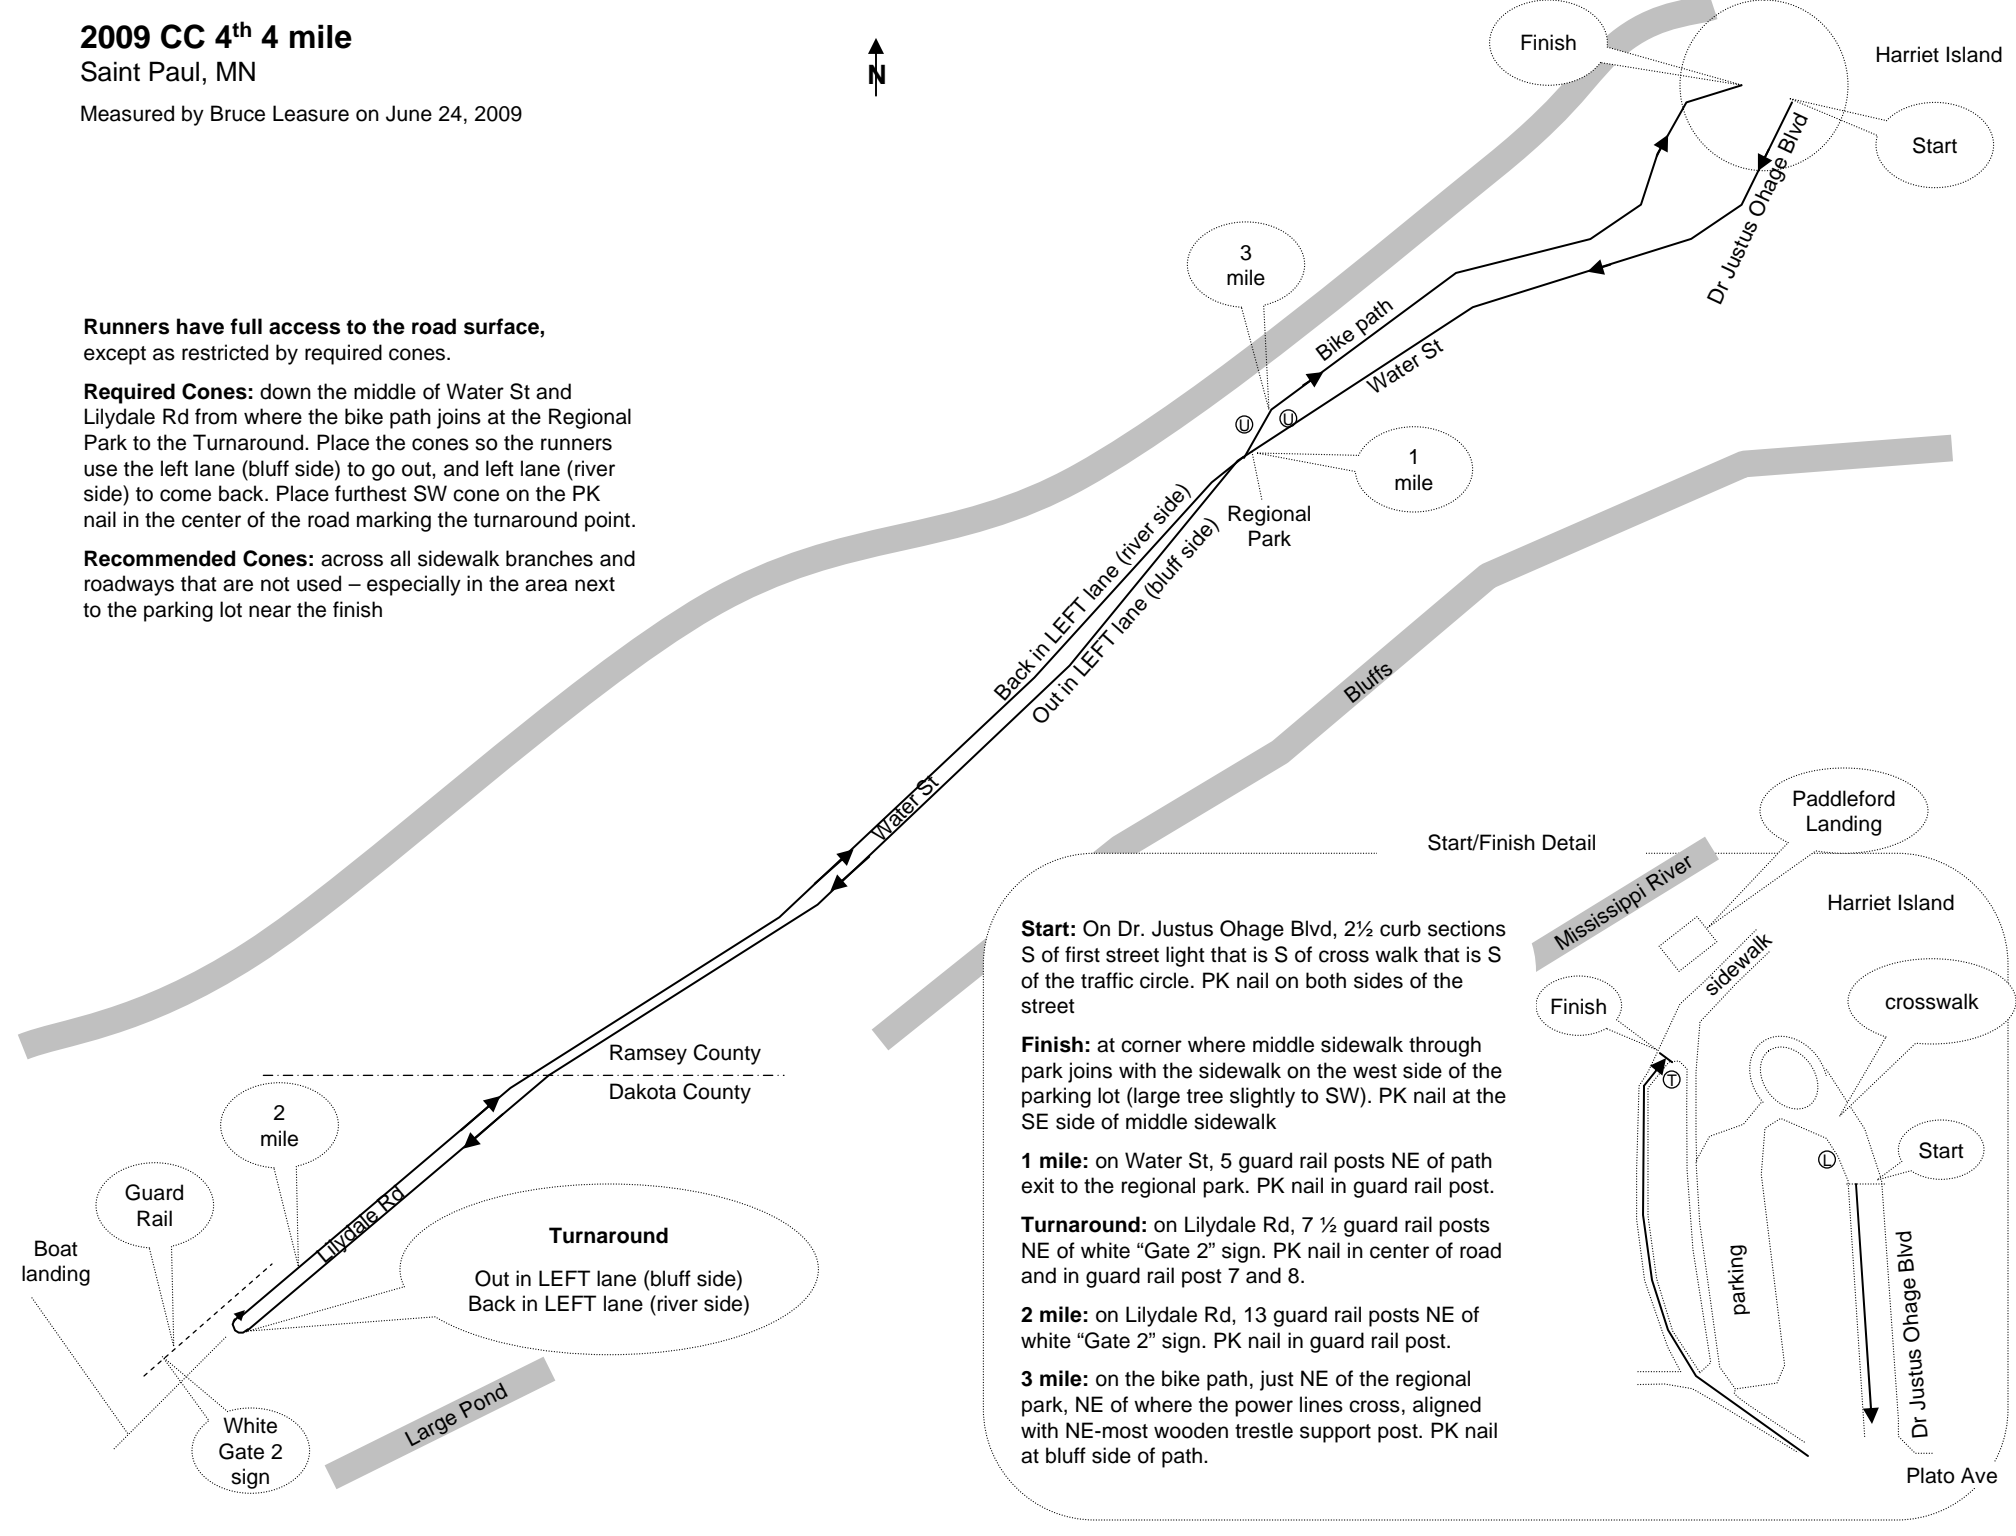 2009 CC 4th 4 mile
Saint Paul, MN
Measured by Bruce Leasure on June 24, 2009
N
Finish
Harriet Island
Start
Dr Justus Ohage Blvd
3
mile
Bike path
Water St
U
U
1
mile
Regional
Park
Runners have full access to the road surface,
except as restricted by required cones.
Required Cones: down the middle of Water St and
Lilydale Rd from where the bike path joins at the Regional
Park to the Turnaround. Place the cones so the runners
use the left lane (bluff side) to go out, and left lane (river
side) to come back. Place furthest SW cone on the PK
nail in the center of the road marking the turnaround point.
Recommended Cones: across all sidewalk branches and
roadways that are not used – especially in the area next
to the parking lot near the finish
Back in LEFT lane (river side)
Out in LEFT lane (bluff side)
Bluffs
Water St
Ramsey County
Dakota County
2
mile
Guard
Rail
Boat
landing
Lilydale Rd
Turnaround
Out in LEFT lane (bluff side)
Back in LEFT lane (river side)
White
Gate 2
sign
Large Pond
Start/Finish Detail
Start: On Dr. Justus Ohage Blvd, 2½ curb sections
S of first street light that is S of cross walk that is S
of the traffic circle. PK nail on both sides of the
street
Finish: at corner where middle sidewalk through
park joins with the sidewalk on the west side of the
parking lot (large tree slightly to SW). PK nail at the
SE side of middle sidewalk
1 mile: on Water St, 5 guard rail posts NE of path
exit to the regional park. PK nail in guard rail post.
Turnaround: on Lilydale Rd, 7 ½ guard rail posts
NE of white “Gate 2” sign. PK nail in center of road
and in guard rail post 7 and 8.
2 mile: on Lilydale Rd, 13 guard rail posts NE of
white “Gate 2” sign. PK nail in guard rail post.
3 mile: on the bike path, just NE of the regional
park, NE of where the power lines cross, aligned
with NE-most wooden trestle support post. PK nail
at bluff side of path.
Paddleford
Landing
Mississippi River
Harriet Island
sidewalk
Finish
crosswalk
T
L
Start
parking
Dr Justus Ohage Blvd
Plato Ave